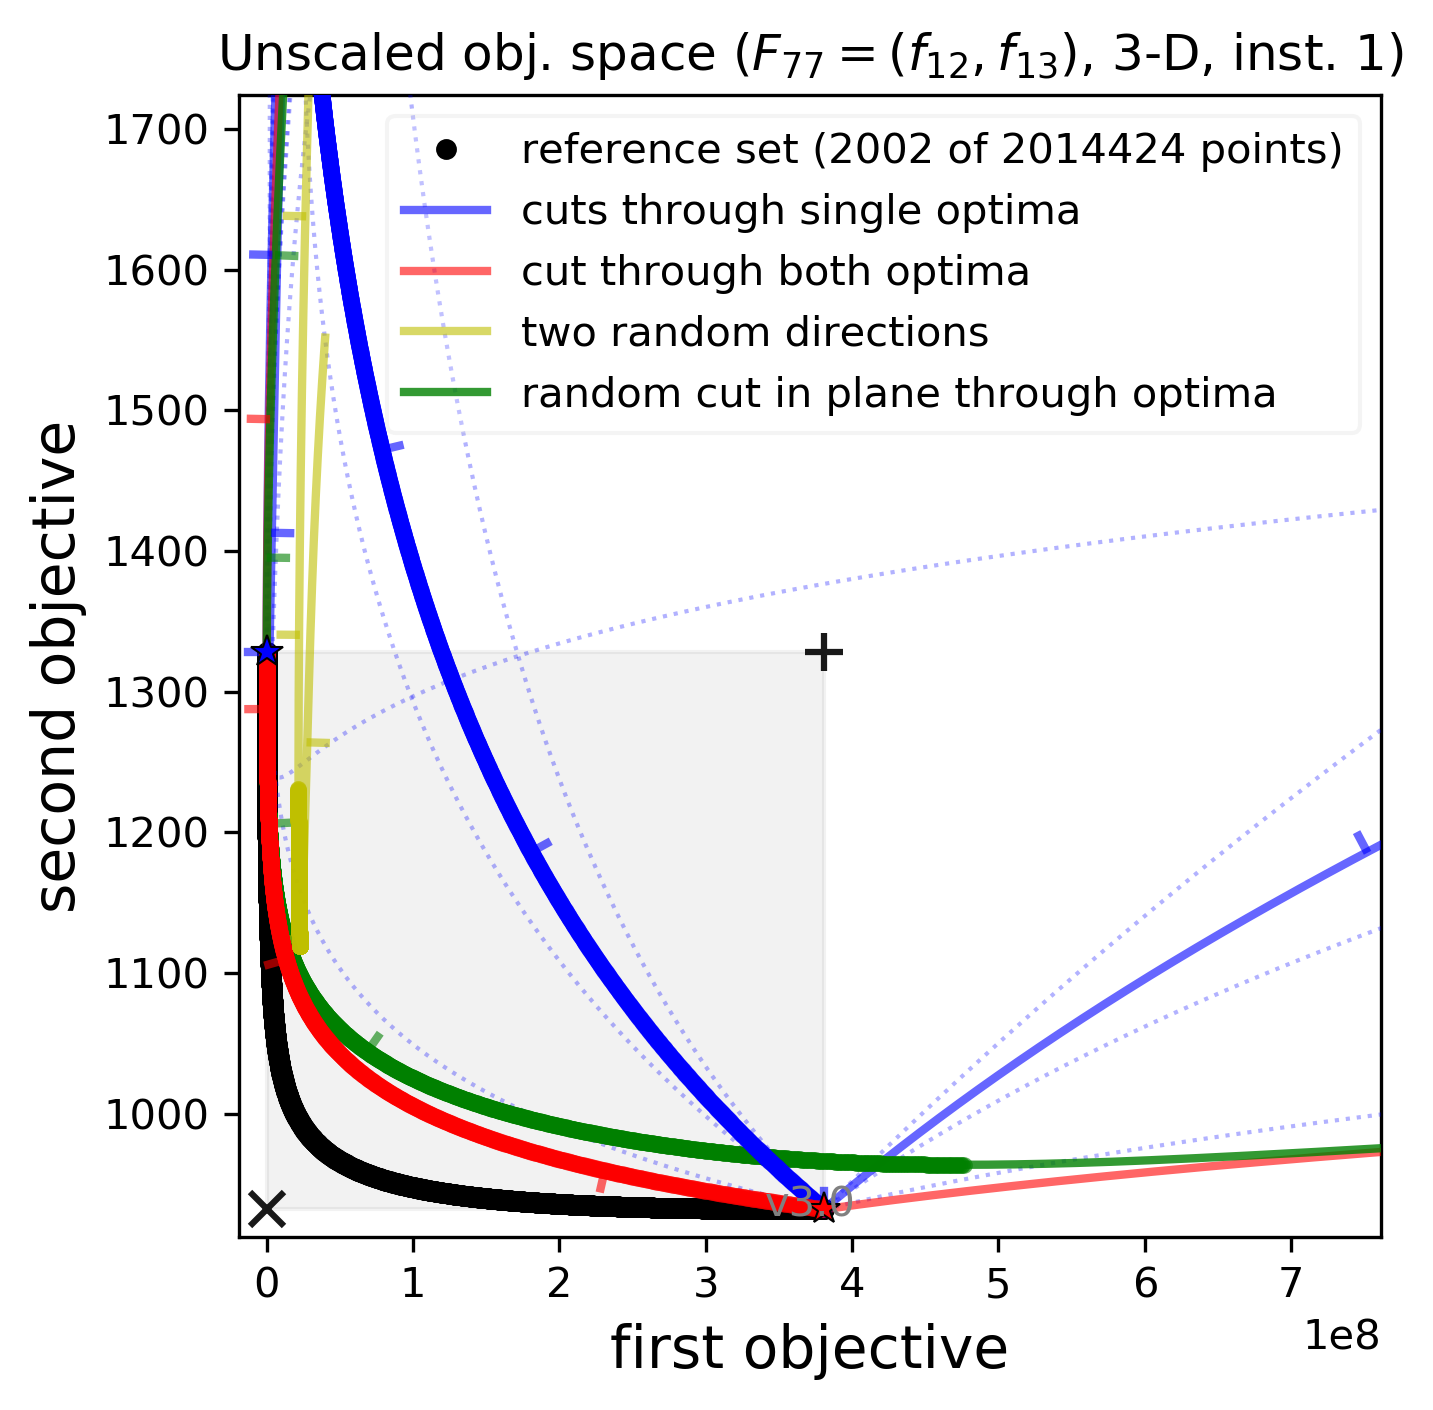 Unscaled obj. space (F77 = (f12, f13), 3-D, inst. 1)
1700
1600
1500
1400
1300
1200
1100
1000
second objective
reference set (2002 of 2014424 points)
cuts through single optima
cut through both optima
two random directions
random cut in plane through optima
v3.0
0 1 2 3 4 5 6 7
1e8
first objective